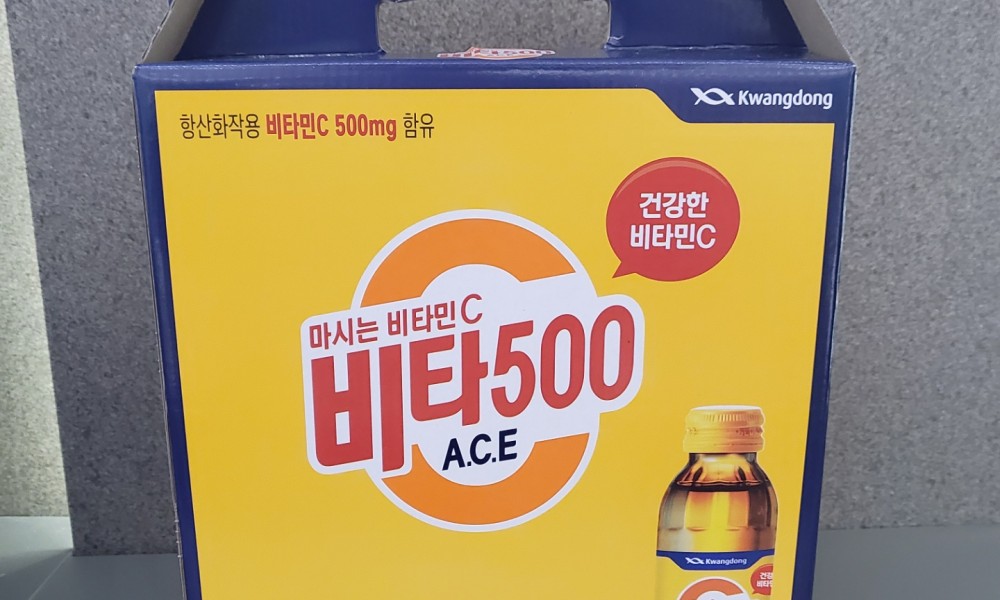 Kwangdong
항산화작용 비타민C 500mg 함유
건강한
비타민C
마시는 비타민C
비타500
A.C.E
Kwangdong